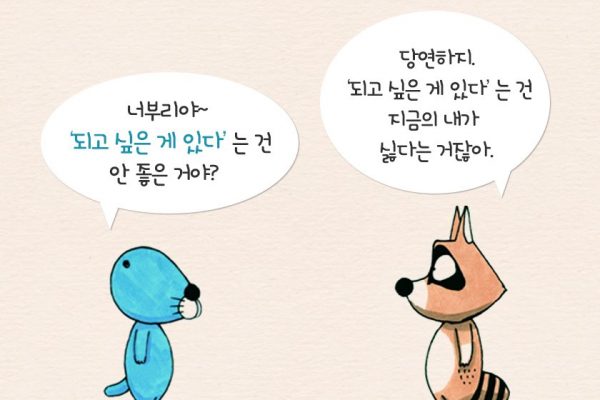 너부리야~
'되고 싶은 게 있다' 는 건
안 좋은 거야?
당연하지.
'되고 싶은 게 있다' 는 건
지금의 내가
싫다는 거잖아.